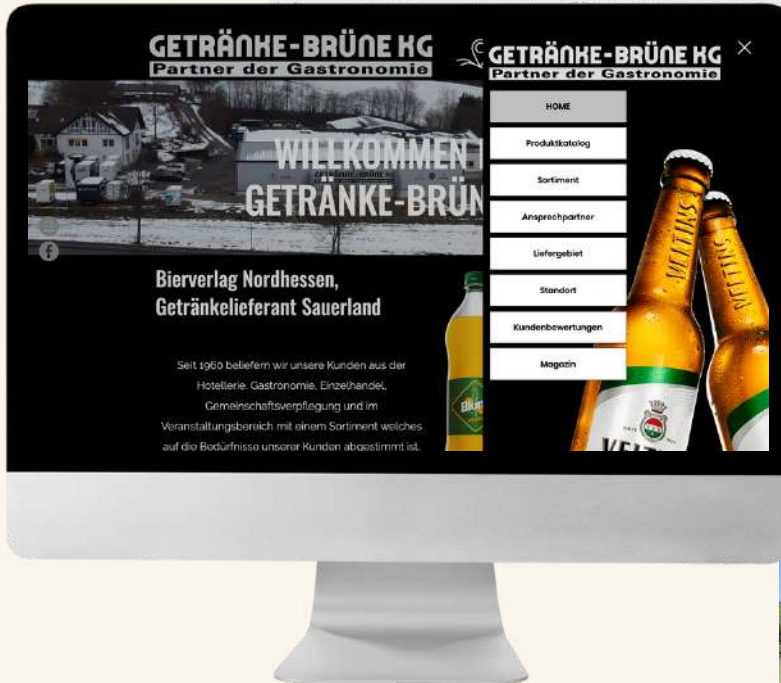 GETRÄNKE-BRÜNE KG
Partner der Gastronomie
WILLKOMMEN
GETRÄNKE-BRÜN
Bierverlag Nordhessen,
Getränkelieferant Sauerland
Seit 1960 beliefern wir unsere Kunden aus der
Hotellerie, Gastronomie, Einzelhandel,
Gemeinschaftsverpflegung und im
Veranstaltungsbereich mit einem Sortiment welches
auf die Bedürfnisse unserer Kunden abgestimmt ist.
GETRÄNKE-BRÜNE KG
Partner der Gastronomie
HOME
Produktkatalog
Sortiment
Ansprechpartner
Liefergebiet
Standort
Kundenbewertungen
Magazin
VELTINS
VELTINS
VELTINS